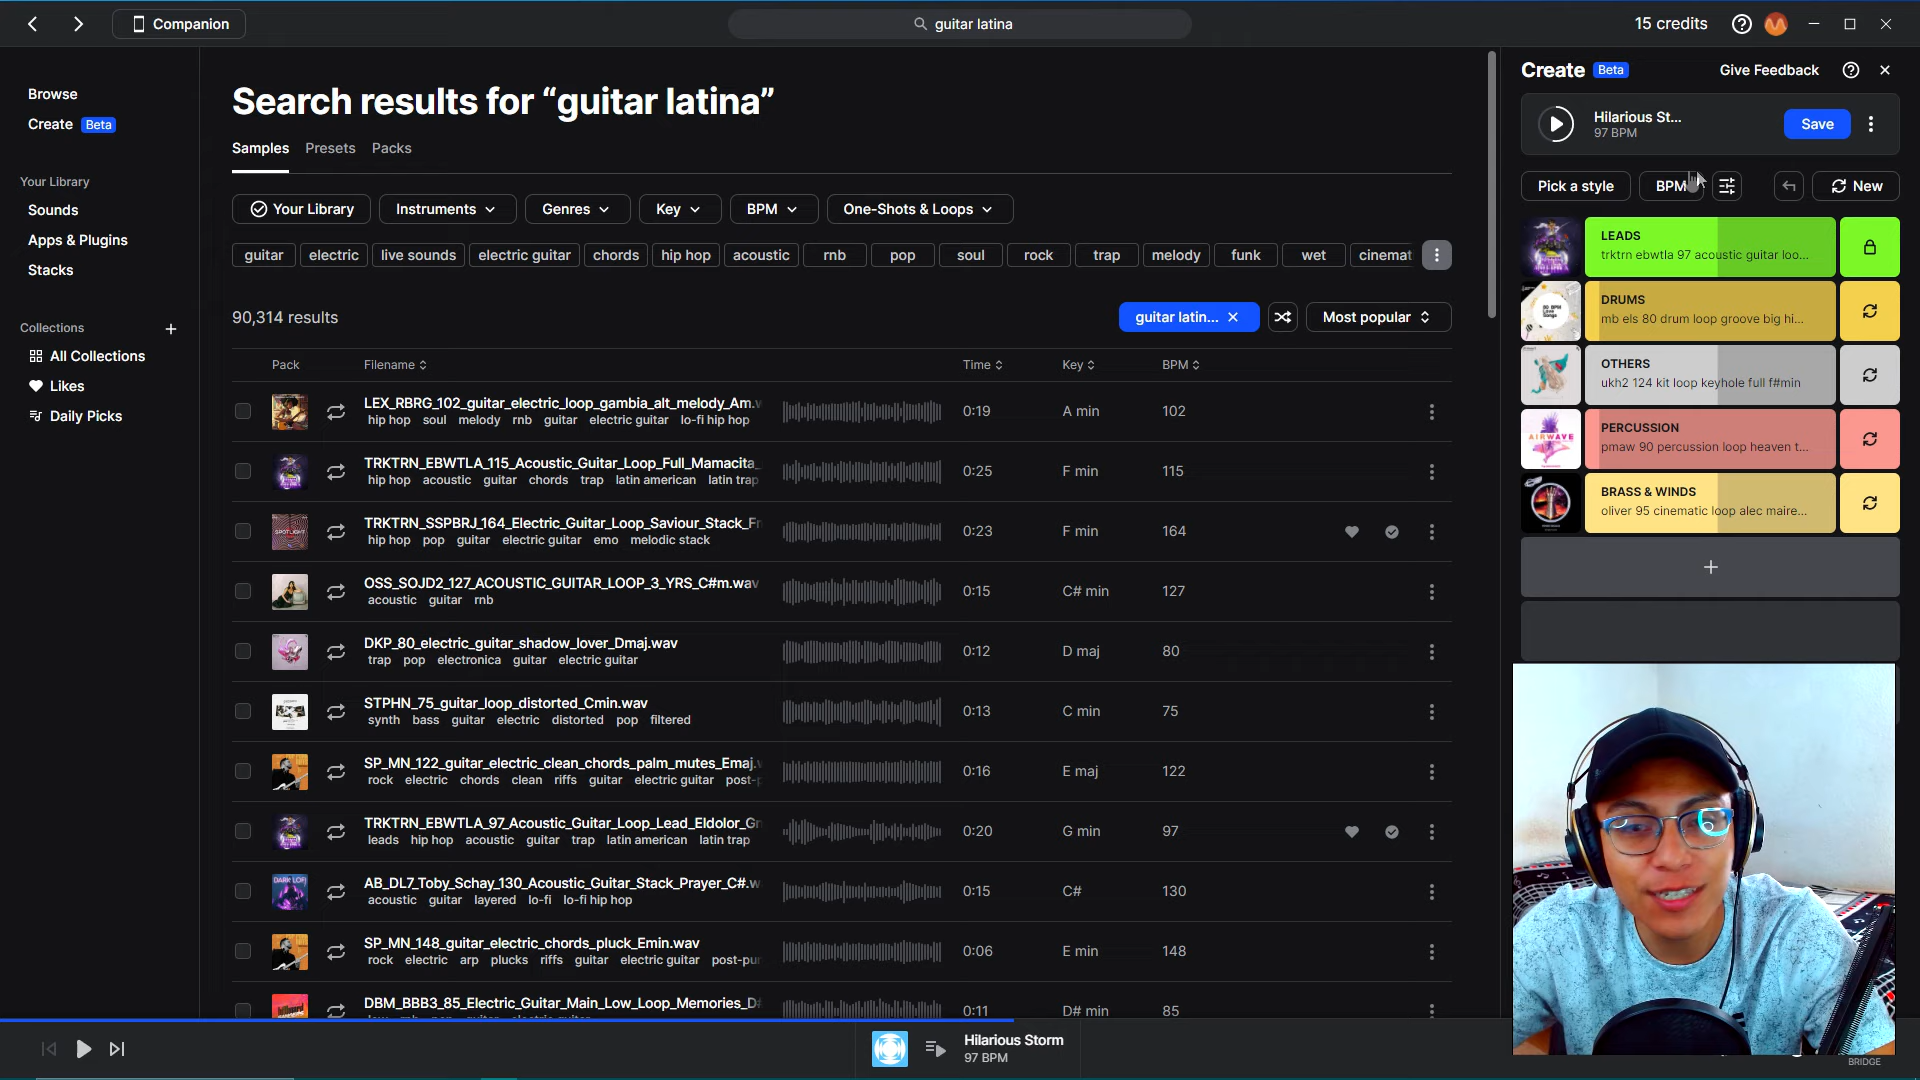 Companion
guitar latina
15 credits
Browse
Create Beta
Your Library
Sounds
Apps & Plugins
Stacks
Collections
All Collections
Likes
Daily Picks
Search results for “guitar latina”
Samples Presets Packs
Your Library Instruments Genres Key BPM One-Shots & Loops
guitar electric live sounds electric guitar chords hip hop acoustic rnb pop soul rock trap melody funk wet cinemat
90,314 results
guitar latin... Most popular
Pack Filename Time Key BPM
LEX_RBRG_102_guitar_electric_loop_gambia_alt_melody_Am.w 0:19 A min 102
hip hop soul melody rnb guitar electric guitar lo-fi hip hop
TRKTRN_EBWTLA_115_Acoustic_Guitar_Loop_Full_Mamacita_ 0:25 F min 115
hip hop acoustic guitar chords trap latin american latin trap
TRKTRN_SSPBRJ_164_Electric_Guitar_Loop_Saviour_Stack_Fm 0:23 F min 164
hip hop pop guitar electric guitar emo melodic stack
OSS_SOJD2_127_ACOUSTIC_GUITAR_LOOP_3_YRS_C#m.wav 0:15 C# min 127
acoustic guitar rnb
DKP_80_electric_guitar_shadow_lover_Dmaj.wav 0:12 D maj 80
trap pop electronica guitar electric guitar
STPHN_75_guitar_loop_distorted_Cmin.wav 0:13 C min 75
synth bass guitar electric distorted pop filtered
SP_MN_122_guitar_electric_clean_chords_palm_mutes_Emaj. 0:16 E maj 122
rock electric chords clean riffs guitar electric guitar post-p
TRKTRN_EBWTLA_97_Acoustic_Guitar_Loop_Lead_Eldolor_Gm 0:20 G min 97
leads hip hop acoustic guitar trap latin american latin trap
AB_DL7_Toby_Schay_130_Acoustic_Guitar_Stack_Prayer_C#.w 0:15 C# 130
acoustic guitar layered lo-fi lo-fi hip hop
SP_MN_148_guitar_electric_chords_pluck_Emin.wav 0:06 E min 148
rock electric arp plucks riffs guitar electric guitar post-pu
DBM_BBB3_85_Electric_Guitar_Main_Low_Loop_Memories_D# 0:11 D# min 85
Create Beta Give Feedback
Hilarious St...
97 BPM
Save
Pick a style BPM New
LEADS
trktrn ebwtla 97 acoustic guitar loo...
DRUMS
mb els 80 drum loop groove big hi...
OTHERS
ukh2 124 kit loop keyhole full f#min
PERCUSSION
pmaw 90 percussion loop heaven t...
BRASS & WINDS
oliver 95 cinematic loop alec maire...
AIRWAVE
SPOTLIGHT
DARK LOFI
Hilarious Storm
97 BPM
BRIDGE